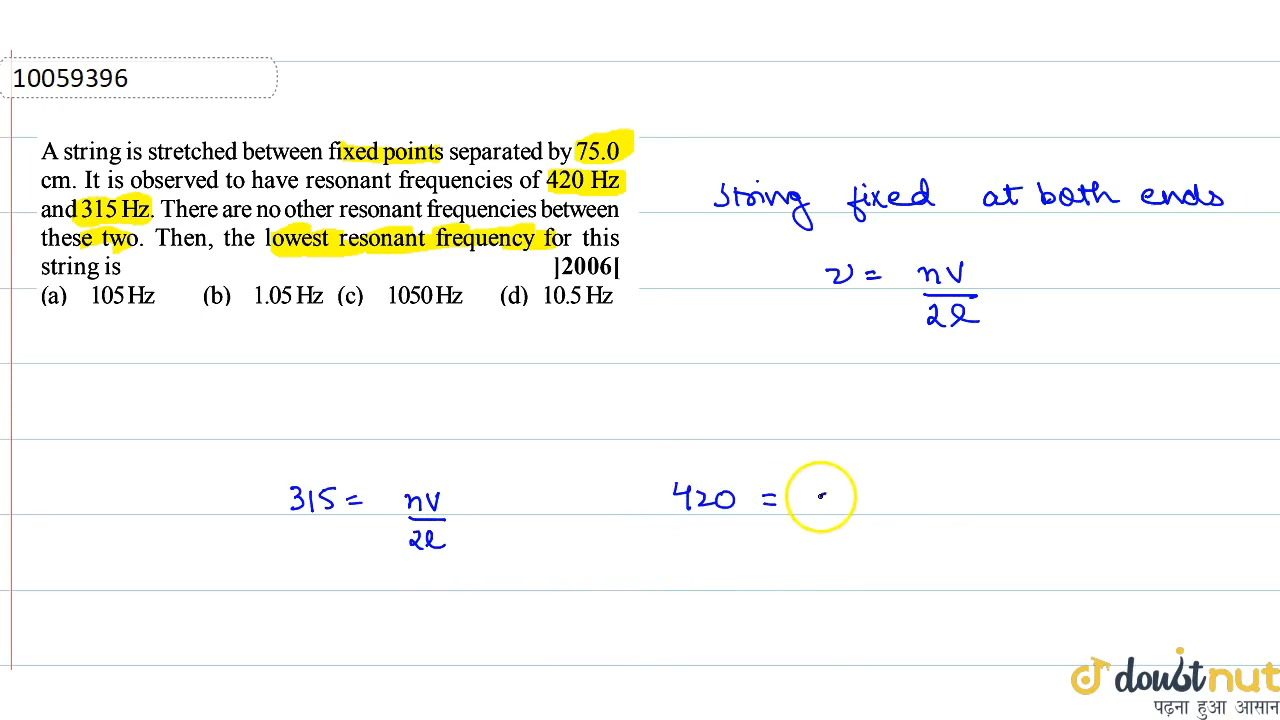 10059396
A string is stretched between fixed points separated by 75.0
cm. It is observed to have resonant frequencies of 420 Hz
and 315 Hz. There are no other resonant frequencies between
these two. Then, the lowest resonant frequency for this
string is ]2006[
(a) 105 Hz (b) 1.05 Hz (c) 1050 Hz (d) 10.5 Hz
String fixed at both ends
ν = nV
2l
315 = nV
2l
420 =
doubtnut
पढ़ना हुआ आसान